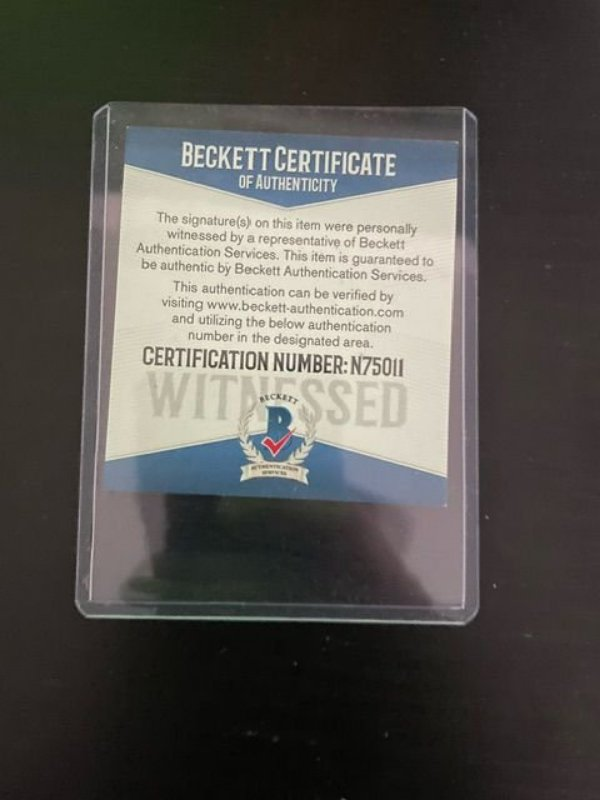 BECKETT CERTIFICATE
OF AUTHENTICITY
The signature(s) on this item were personally
witnessed by a representative of Beckett
Authentication Services. This item is guaranteed to
be authentic by Beckett Authentication Services.
This authentication can be verified by
visiting www.beckett-authentication.com
and utilizing the below authentication
number in the designated area.
CERTIFICATION NUMBER: N75011
WITNESSED
BECKETT
B
AUTHENTICATION
SERVICES